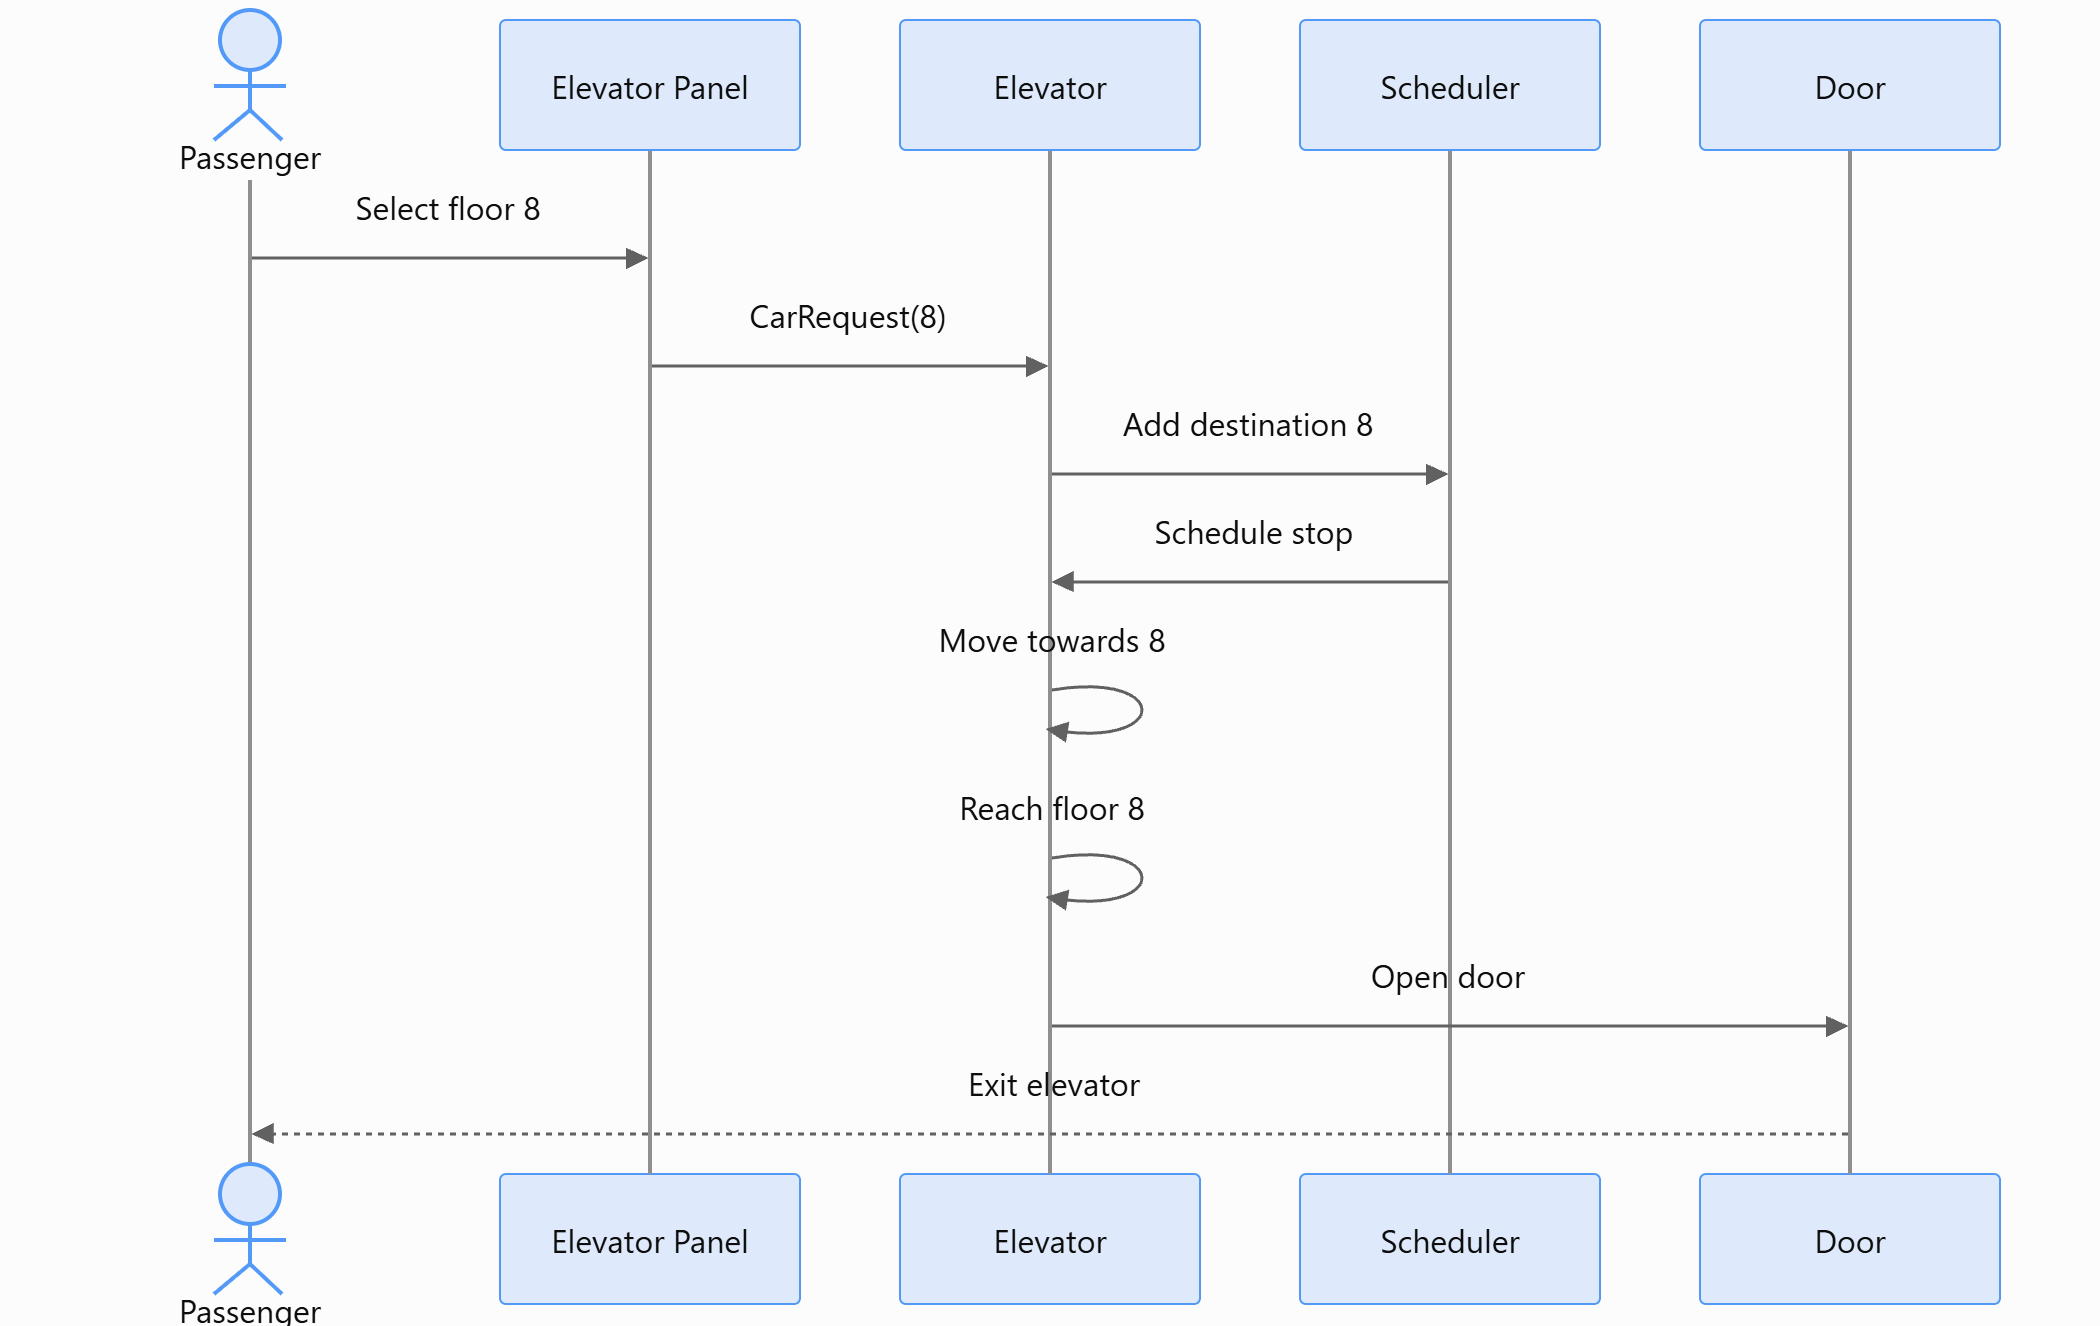 Passenger
Elevator Panel
Elevator
Scheduler
Door
Select floor 8
CarRequest(8)
Add destination 8
Schedule stop
Move towards 8
Reach floor 8
Open door
Exit elevator
Passenger
Elevator Panel
Elevator
Scheduler
Door